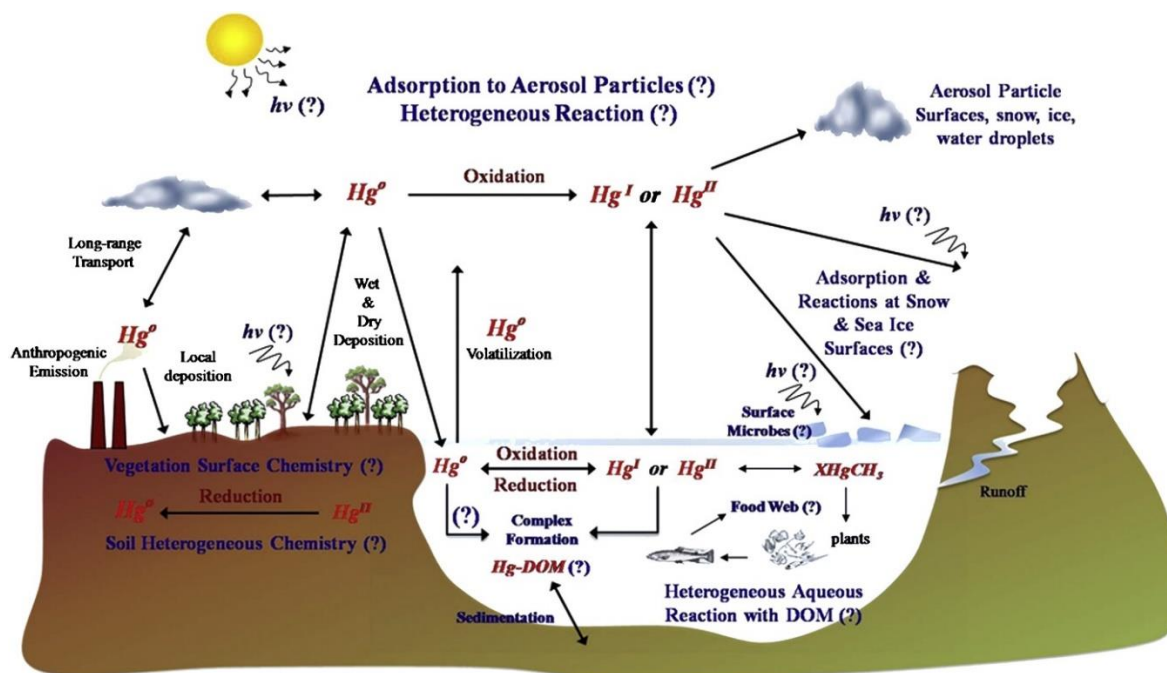 hν (?)
Adsorption to Aerosol Particles (?)
Heterogeneous Reaction (?)
Aerosol Particle
Surfaces, snow, ice,
water droplets
Hg⁰
Oxidation
Hgᴵ or Hgᴵᴵ
hν (?)
Long-range
Transport
Wet
&
Dry
Deposition
Adsorption &
Reactions at Snow
& Sea Ice
Surfaces (?)
Hg⁰
Anthropogenic
Emission
Local
deposition
hν (?)
Hg⁰
Volatilization
hν (?)
Surface
Microbes (?)
Vegetation Surface Chemistry (?)
Hg⁰
Reduction
Hgᴵᴵ
Soil Heterogeneous Chemistry (?)
Hg⁰
Oxidation
Reduction
Hgᴵ or Hgᴵᴵ
XHgCH₃
Runoff
(?)
Complex
Formation
Food Web (?)
plants
Hg-DOM (?)
Sedimentation
Heterogeneous Aqueous
Reaction with DOM (?)